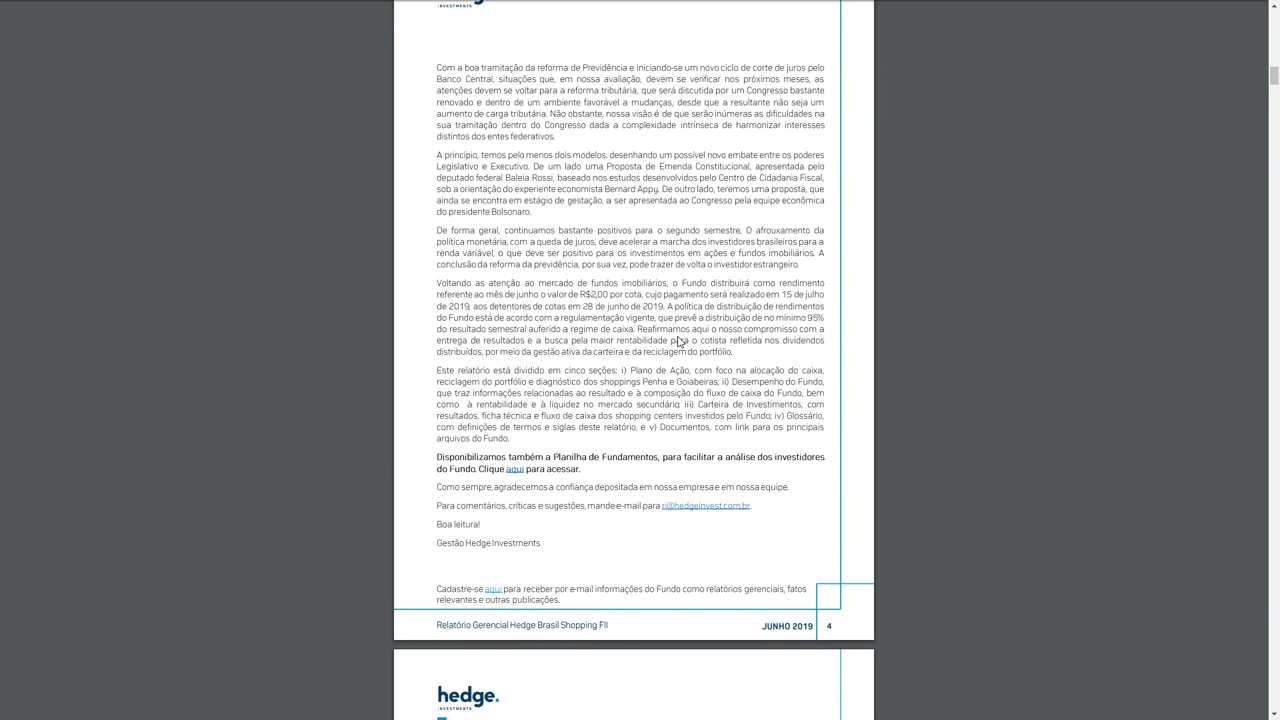 INVESTMENTS
Com a boa tramitação da reforma de Previdência e iniciando-se um novo ciclo de corte de juros pelo
Banco Central, situações que, em nossa avaliação, devem se verificar nos próximos meses, as
atenções devem se voltar para a reforma tributária, que será discutida por um Congresso bastante
renovado e dentro de um ambiente favorável a mudanças, desde que a resultante não seja um
aumento de carga tributária. Não obstante, nossa visão é de que serão inúmeras as dificuldades na
sua tramitação dentro do Congresso dada a complexidade intrínseca de harmonizar interesses
distintos dos entes federativos.
A princípio, temos pelo menos dois modelos, desenhando um possível novo embate entre os poderes
Legislativo e Executivo. De um lado uma Proposta de Emenda Constitucional, apresentada pelo
deputado federal Baleia Rossi, baseado nos estudos desenvolvidos pelo Centro de Cidadania Fiscal,
sob a orientação do experiente economista Bernard Appy. De outro lado, teremos uma proposta, que
ainda se encontra em estágio de gestação, a ser apresentada ao Congresso pela equipe econômica
do presidente Bolsonaro.
De forma geral, continuamos bastante positivos para o segundo semestre. O afrouxamento da
política monetária, com a queda de juros, deve acelerar a marcha dos investidores brasileiros para a
renda variável, o que deve ser positivo para os investimentos em ações e fundos imobiliários. A
conclusão da reforma da previdência, por sua vez, pode trazer de volta o investidor estrangeiro.
Voltando as atenção ao mercado de fundos imobiliários, o Fundo distribuirá como rendimento
referente ao mês de junho o valor de R$2,00 por cota, cujo pagamento será realizado em 15 de julho
de 2019, aos detentores de cotas em 28 de junho de 2019. A política de distribuição de rendimentos
do Fundo está de acordo com a regulamentação vigente, que prevê a distribuição de no mínimo 95%
do resultado semestral auferido a regime de caixa. Reafirmamos aqui o nosso compromisso com a
entrega de resultados e a busca pela maior rentabilidade para o cotista refletida nos dividendos
distribuídos, por meio da gestão ativa da carteira e da reciclagem do portfólio.
Este relatório está dividido em cinco seções: i) Plano de Ação, com foco na alocação do caixa,
reciclagem do portfólio e diagnóstico dos shoppings Penha e Goiabeiras; ii) Desempenho do Fundo,
que traz informações relacionadas ao resultado e à composição do fluxo de caixa do Fundo, bem
como à rentabilidade e à liquidez no mercado secundário; iii) Carteira de Investimentos, com
resultados, ficha técnica e fluxo de caixa dos shopping centers investidos pelo Fundo; iv) Glossário,
com definições de termos e siglas deste relatório, e v) Documentos, com link para os principais
arquivos do Fundo.
Disponibilizamos também a Planilha de Fundamentos, para facilitar a análise dos investidores
do Fundo. Clique aqui para acessar.
Como sempre, agradecemos a confiança depositada em nossa empresa e em nossa equipe.
Para comentários, críticas e sugestões, mande e-mail para ri@hedgeinvest.com.br.
Boa leitura!
Gestão Hedge Investments
Cadastre-se aqui para receber por e-mail informações do Fundo como relatórios gerenciais, fatos
relevantes e outras publicações.
Relatório Gerencial Hedge Brasil Shopping FII
JUNHO 2019
4
hedge.
INVESTMENTS